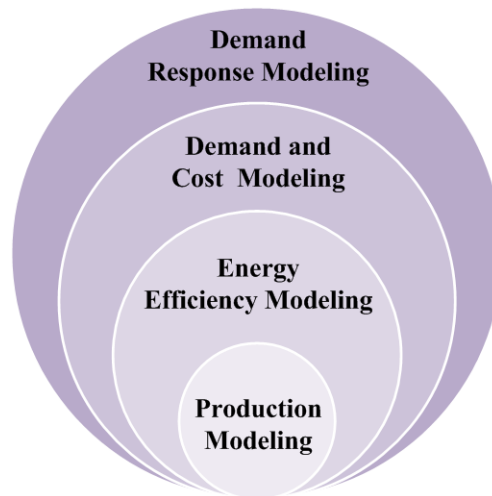 Demand
Response Modeling
Demand and
Cost Modeling
Energy
Efficiency Modeling
Production
Modeling